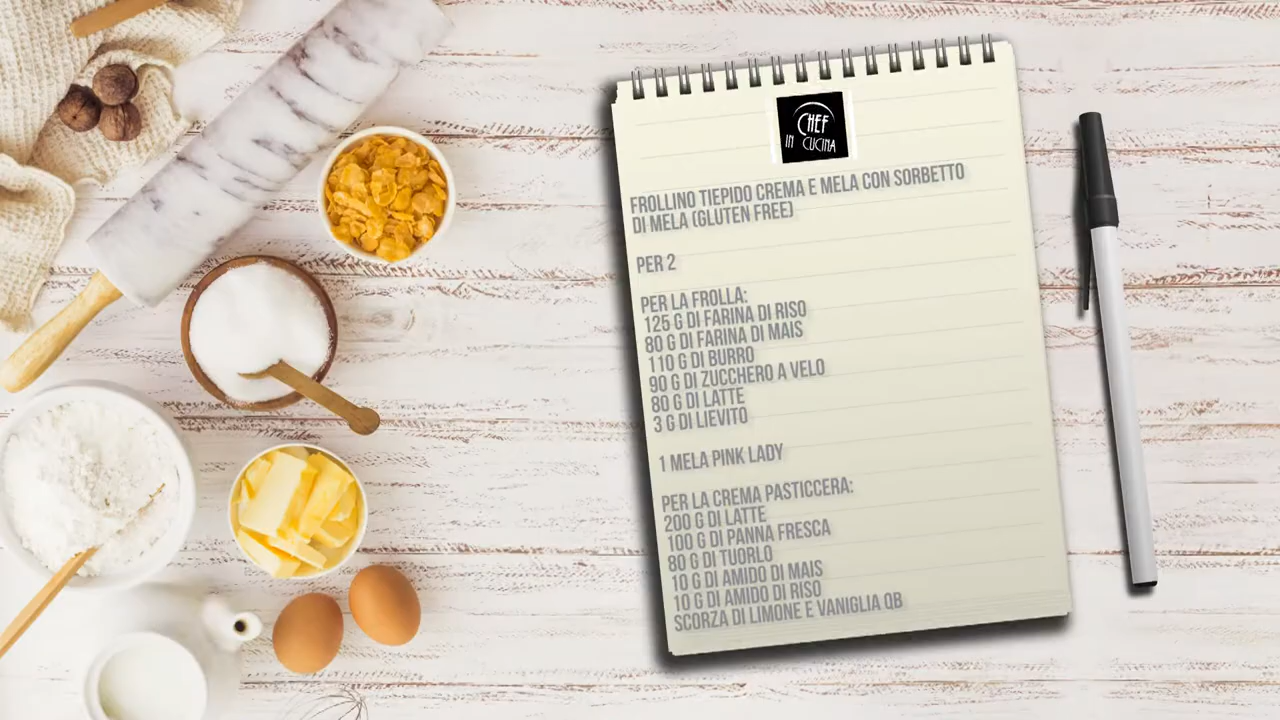 CHEF
IN CUCINA
FROLLINO TIEPIDO CREMA E MELA CON SORBETTO
DI MELA (GLUTEN FREE)
PER 2
PER LA FROLLA:
125 G DI FARINA DI RISO
80 G DI FARINA DI MAIS
110 G DI BURRO
90 G DI ZUCCHERO A VELO
80 G DI LATTE
3 G DI LIEVITO
1 MELA PINK LADY
PER LA CREMA PASTICCERA:
200 G DI LATTE
100 G DI PANNA FRESCA
80 G DI TUORLO
10 G DI AMIDO DI MAIS
10 G DI AMIDO DI RISO
SCORZA DI LIMONE E VANIGLIA QB